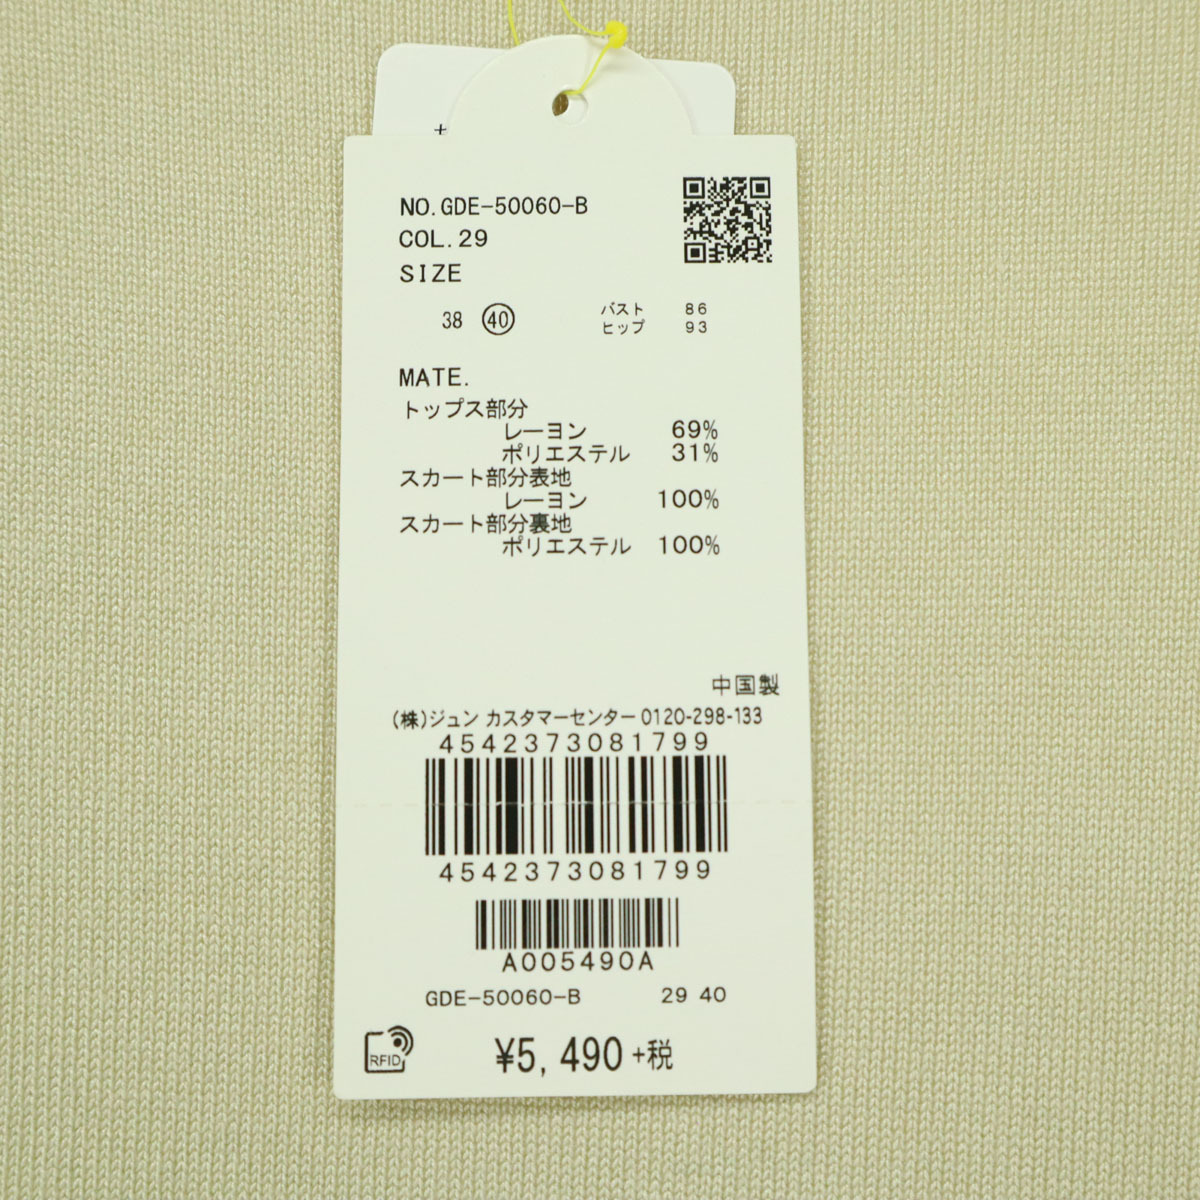 NO.GDE-50060-B
COL.29
SIZE
38 40 バスト 86
ヒップ 93
MATE.
トップス部分
レーヨン 69%
ポリエステル 31%
スカート部分表地
レーヨン 100%
スカート部分裏地
ポリエステル 100%
中国製
(株)ジュン カスタマーセンター 0120-298-133
4542373081799
4542373081799
A005490A
GDE-50060-B 29 40
RFID ¥5,490+税